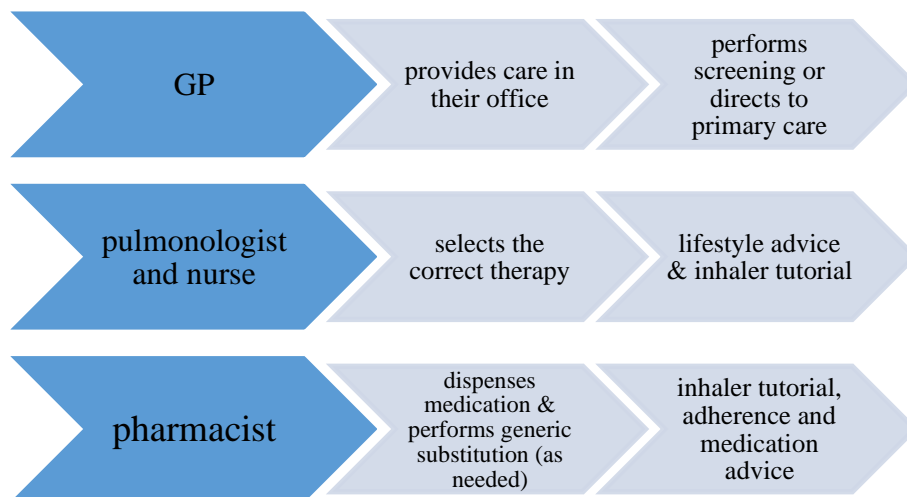 GP
provides care in
their office
performs
screening or
directs to
primary care
pulmonologist
and nurse
selects the
correct therapy
lifestyle advice
& inhaler tutorial
pharmacist
dispenses
medication &
performs generic
substitution (as
needed)
inhaler tutorial,
adherence and
medication
advice